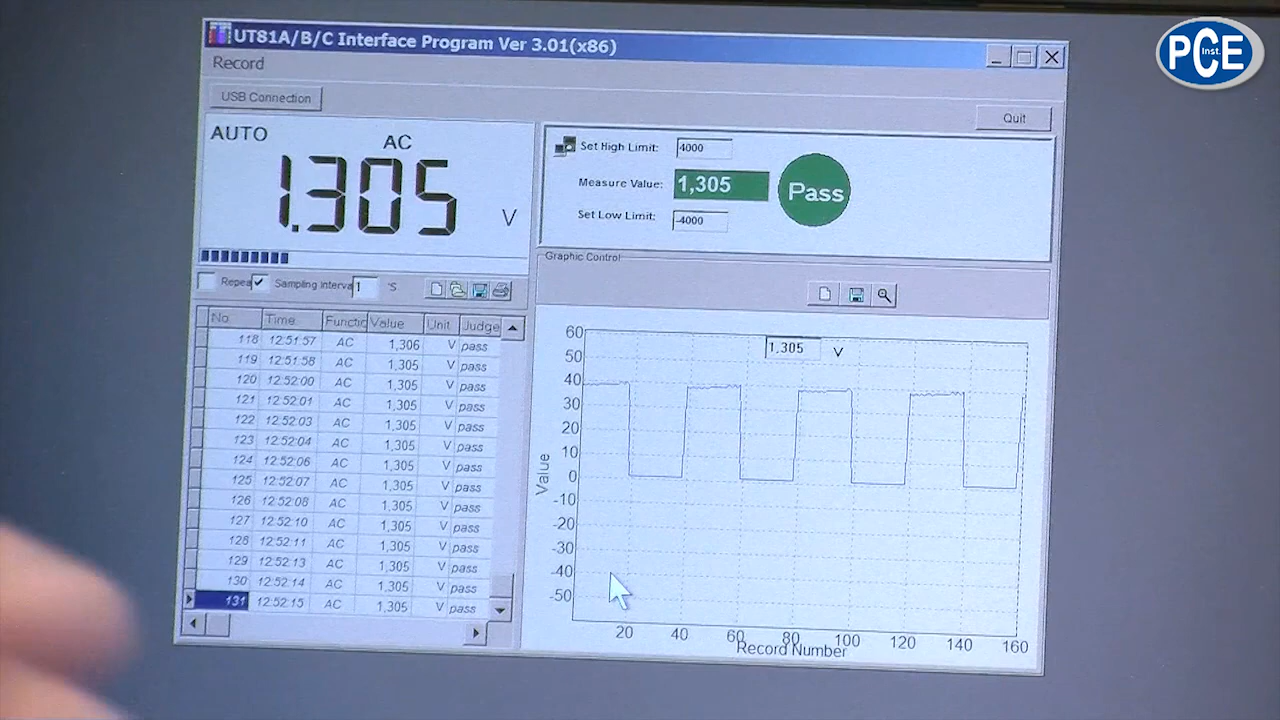 PCE Inst.
UT81A/B/C Interface Program Ver 3.01(x86)
Record
USB Connection
Quit
AUTO
AC
1.305 V
Set High Limit: 4000
Measure Value: 1,305
Pass
Set Low Limit: -4000
Graphic Control
Repea Sampling Interva 1 'S
No. Time Functic Value Unit Judge
118 12:51:57 AC 1,306 V pass
119 12:51:58 AC 1,305 V pass
120 12:52:00 AC 1,305 V pass
121 12:52:01 AC 1,305 V pass
122 12:52:03 AC 1,305 V pass
123 12:52:04 AC 1,305 V pass
124 12:52:06 AC 1,305 V pass
125 12:52:07 AC 1,305 V pass
126 12:52:08 AC 1,305 V pass
127 12:52:10 AC 1,305 V pass
128 12:52:11 AC 1,305 V pass
129 12:52:13 AC 1,305 V pass
130 12:52:14 AC 1,305 V pass
131 12:52:15 AC 1,305 V pass
1,305 V
60
50
40
30
20
10
0
-10
-20
-30
-40
-50
Value
20 40 60 80 100 120 140 160
Record Number